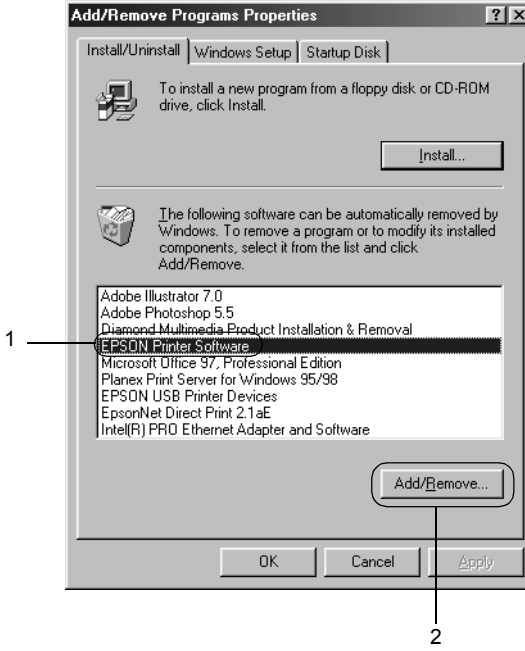 Add/Remove Programs Properties
Install/Uninstall Windows Setup Startup Disk
To install a new program from a floppy disk or CD-ROM
drive, click Install.
Install...
The following software can be automatically removed by
Windows. To remove a program or to modify its installed
components, select it from the list and click
Add/Remove.
Adobe Illustrator 7.0
Adobe Photoshop 5.5
Diamond Multimedia Product Installation & Removal
1
EPSON Printer Software
Microsoft Office 97, Professional Edition
Planex Print Server for Windows 95/98
EPSON USB Printer Devices
EpsonNet Direct Print 2.1aE
Intel(R) PRO Ethernet Adapter and Software
Add/Remove...
OK Cancel Apply
2